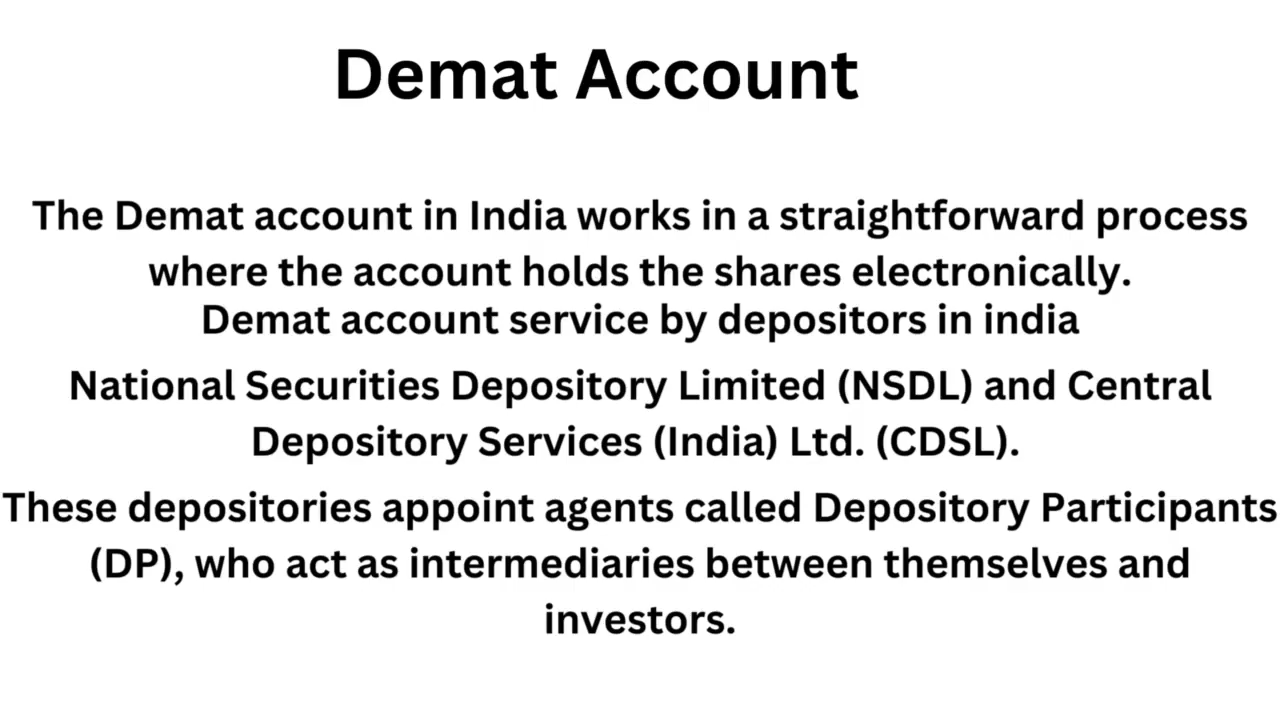 Demat Account
The Demat account in India works in a straightforward process
where the account holds the shares electronically.
Demat account service by depositors in india
National Securities Depository Limited (NSDL) and Central
Depository Services (India) Ltd. (CDSL).
These depositories appoint agents called Depository Participants
(DP), who act as intermediaries between themselves and
investors.